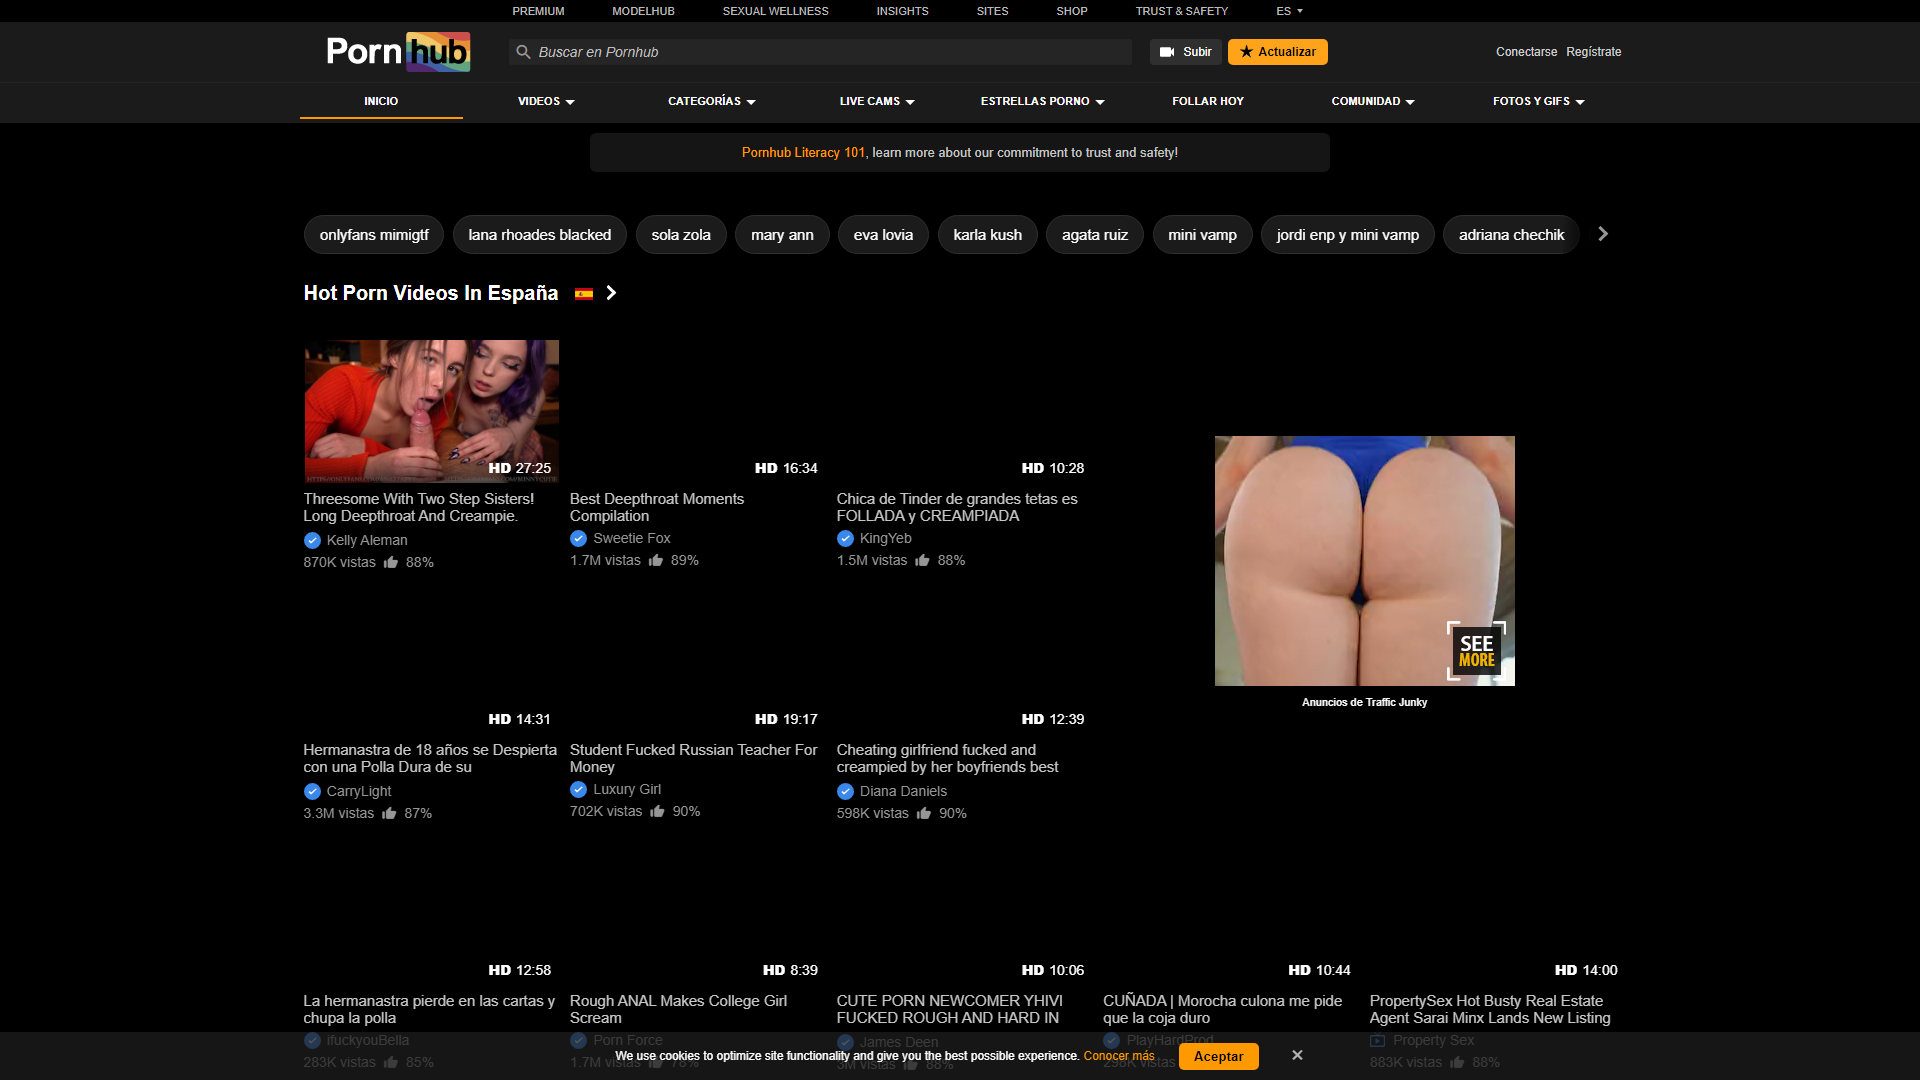 PREMIUM MODELHUB SEXUAL WELLNESS INSIGHTS SITES SHOP TRUST & SAFETY ES
Pornhub
Buscar en Pornhub
Subir
Actualizar
Conectarse Regístrate
INICIO VIDEOS CATEGORÍAS LIVE CAMS ESTRELLAS PORNO FOLLAR HOY COMUNIDAD FOTOS Y GIFS
Pornhub Literacy 101, learn more about our commitment to trust and safety!
onlyfans mimigtf lana rhoades blacked sola zola mary ann eva lovia karla kush agata ruiz mini vamp jordi enp y mini vamp adriana chechik
Hot Porn Videos In España
HD 27:25
Threesome With Two Step Sisters!
Long Deepthroat And Creampie.
Kelly Aleman
870K vistas 88%
HD 16:34
Best Deepthroat Moments
Compilation
Sweetie Fox
1.7M vistas 89%
HD 10:28
Chica de Tinder de grandes tetas es
FOLLADA y CREAMPIADA
KingYeb
1.5M vistas 88%
SEE
MORE
Anuncios de Traffic Junky
HD 14:31
Hermanastra de 18 años se Despierta
con una Polla Dura de su
CarryLight
3.3M vistas 87%
HD 19:17
Student Fucked Russian Teacher For
Money
Luxury Girl
702K vistas 90%
HD 12:39
Cheating girlfriend fucked and
creampied by her boyfriends best
Diana Daniels
598K vistas 90%
HD 12:58
La hermanastra pierde en las cartas y
chupa la polla
ifuckyouBella
283K vistas 85%
HD 8:39
Rough ANAL Makes College Girl
Scream
Porn Force
1.7M vistas 78%
HD 10:06
CUTE PORN NEWCOMER YHIVI
FUCKED ROUGH AND HARD IN
James Deen
3M vistas 88%
HD 10:44
CUÑADA | Morocha culona me pide
que la coja duro
PlayHardProd
296K vistas
HD 14:00
PropertySex Hot Busty Real Estate
Agent Sarai Minx Lands New Listing
Property Sex
883K vistas 88%
We use cookies to optimize site functionality and give you the best possible experience. Conocer más
Aceptar